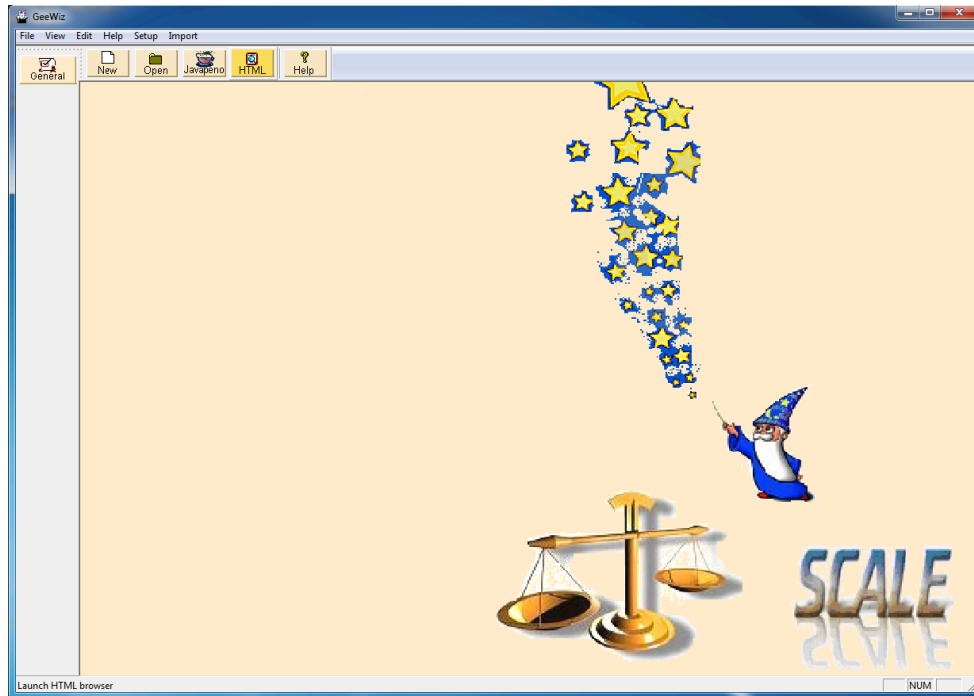 GeeWiz
File View Edit Help Setup Import
General New Open Javapeno HTML Help
SCALE
Launch HTML browser NUM